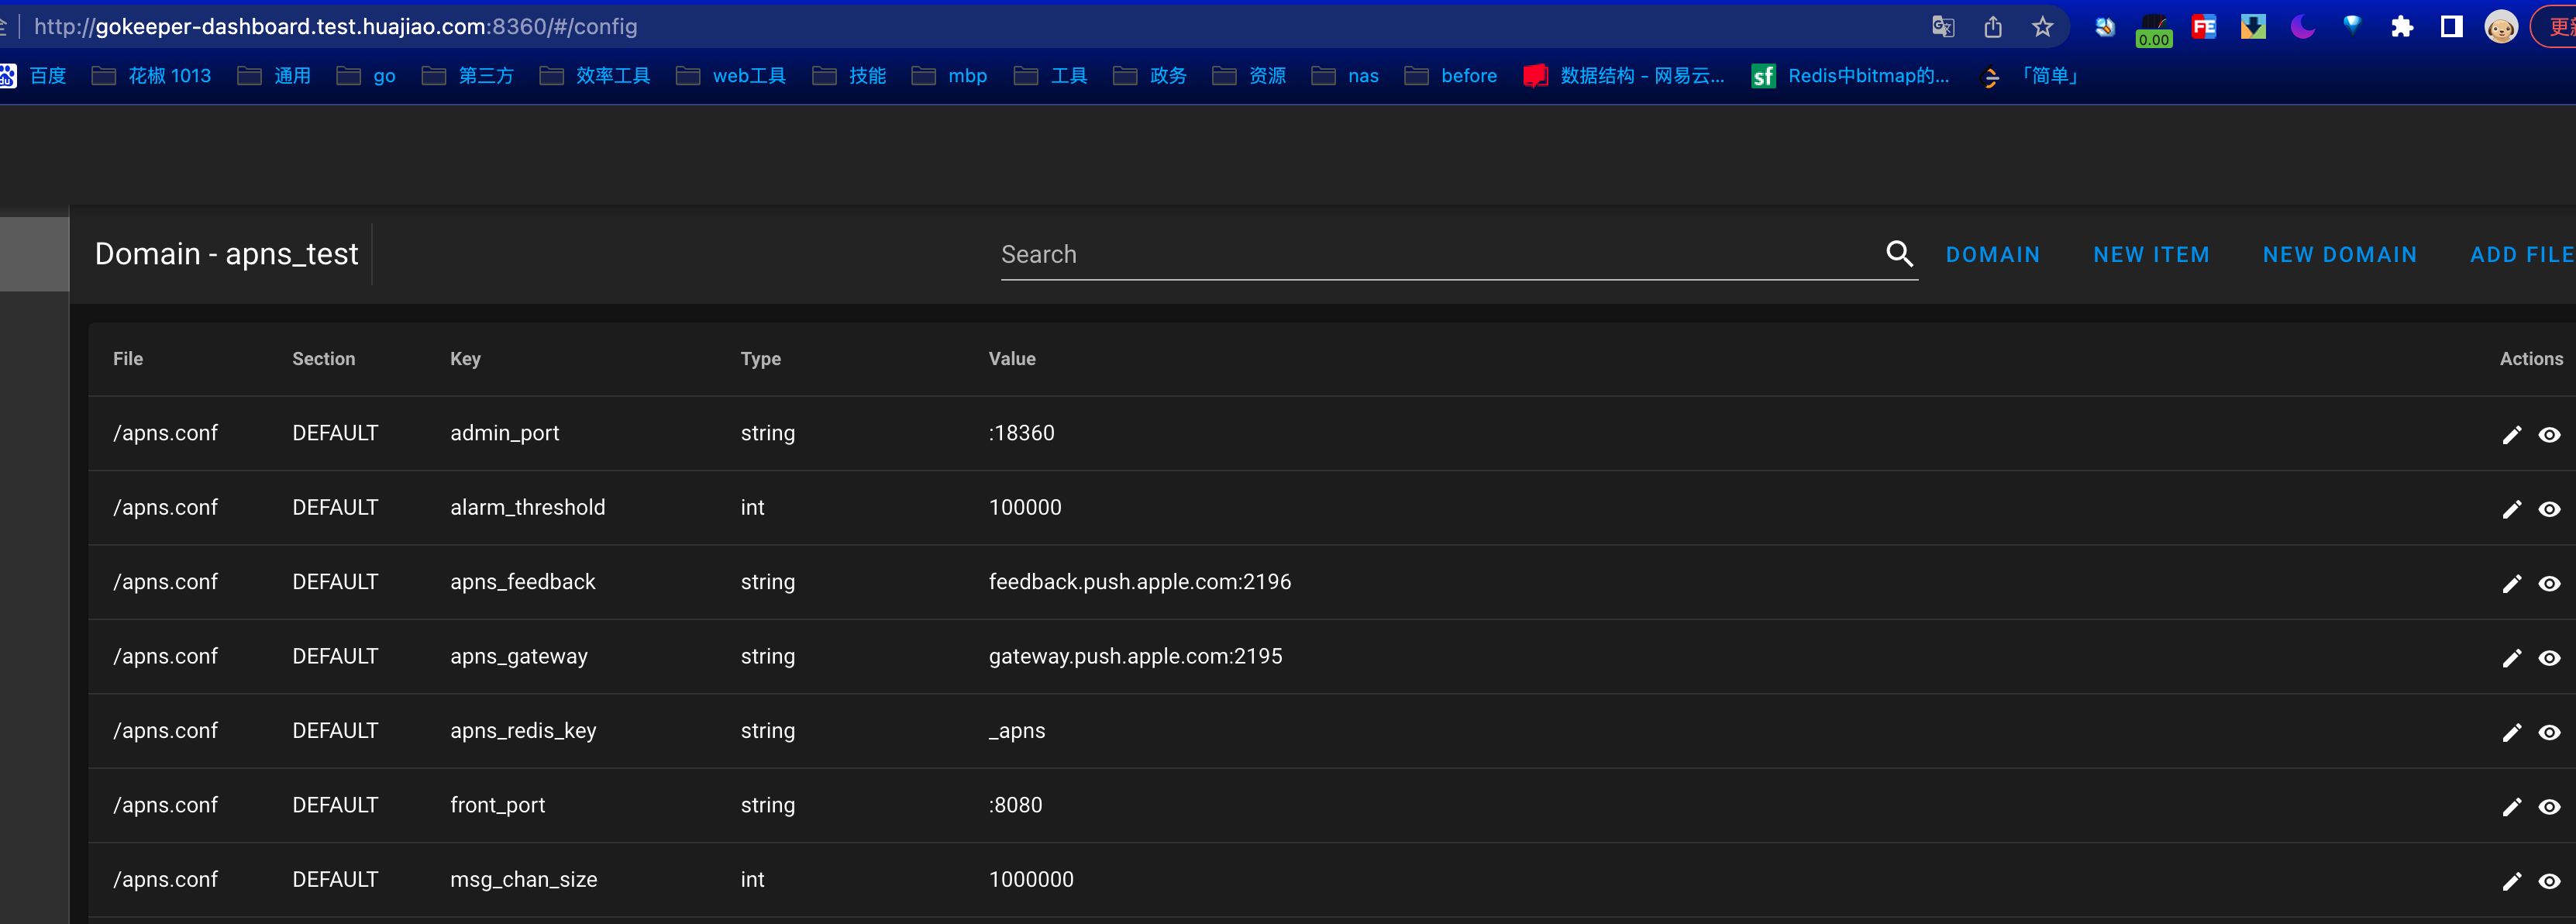 全 http://gokeeper-dashboard.test.huajiao.com:8360/#/config 0.00 FE 更新
du 百度 花椒 1013 通用 go 第三方 效率工具 web工具 技能 mbp 工具 政务 资源 nas before 数据结构 - 网易云... sf Redis中bitmap的... 「简单」
Domain - apns_test Search DOMAIN NEW ITEM NEW DOMAIN ADD FILE
File Section Key Type Value Actions
/apns.conf DEFAULT admin_port string :18360
/apns.conf DEFAULT alarm_threshold int 100000
/apns.conf DEFAULT apns_feedback string feedback.push.apple.com:2196
/apns.conf DEFAULT apns_gateway string gateway.push.apple.com:2195
/apns.conf DEFAULT apns_redis_key string _apns
/apns.conf DEFAULT front_port string :8080
/apns.conf DEFAULT msg_chan_size int 1000000